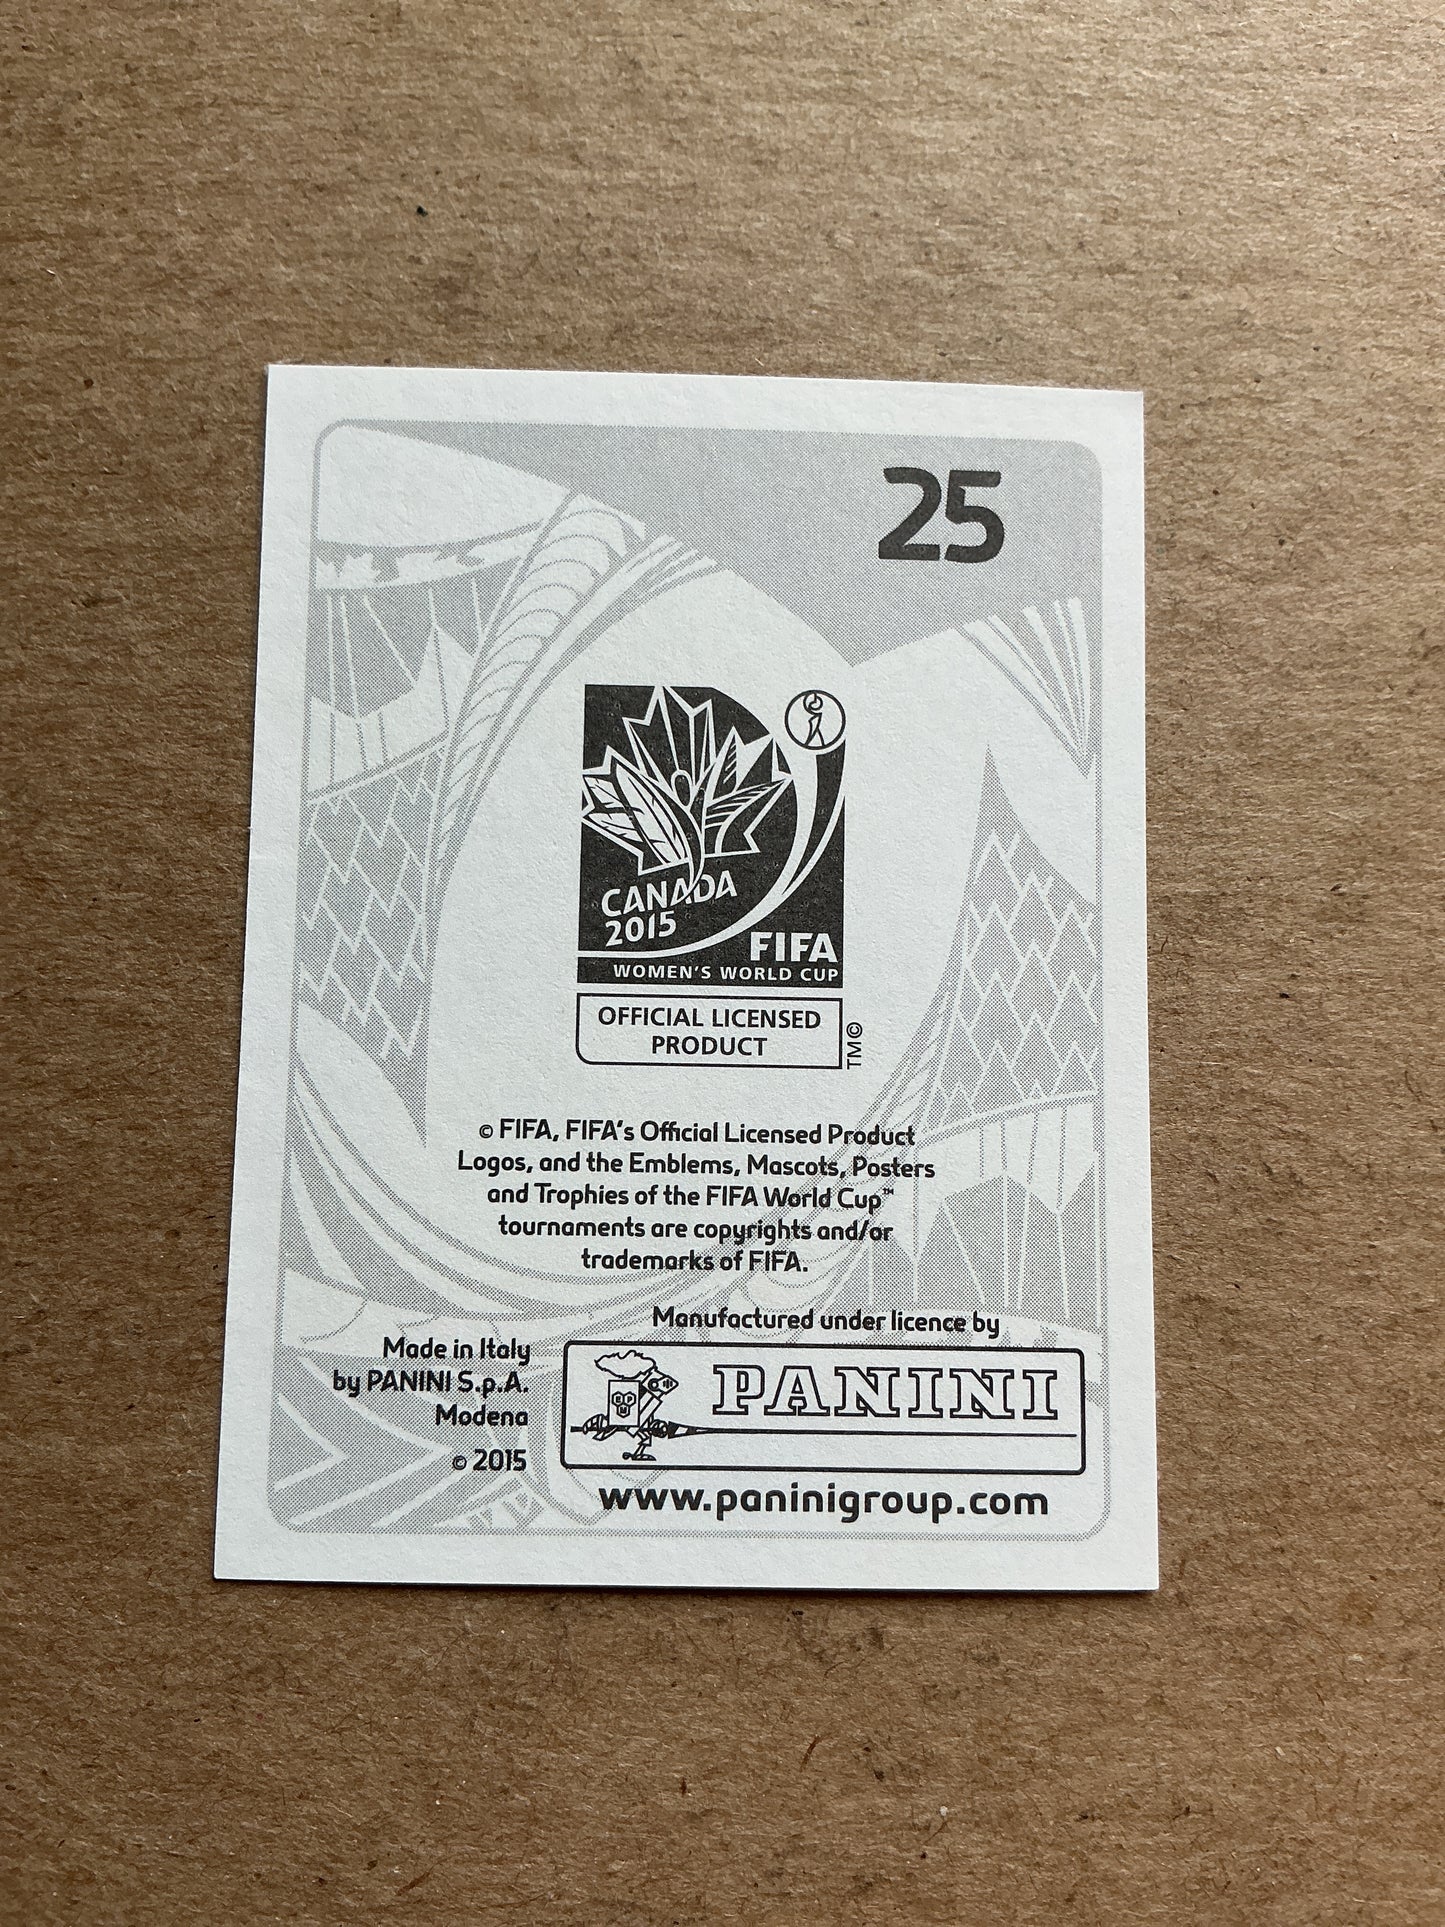 25
CANADA
2015
FIFA
WOMEN'S WORLD CUP
OFFICIAL LICENSED
PRODUCT
TM©
© FIFA, FIFA's Official Licensed Product
Logos, and the Emblems, Mascots, Posters
and Trophies of the FIFA World Cup™
tournaments are copyrights and/or
trademarks of FIFA.
Manufactured under licence by
Made in Italy
by PANINI S.p.A.
Modena
© 2015
E P
M
PANINI
www.paninigroup.com